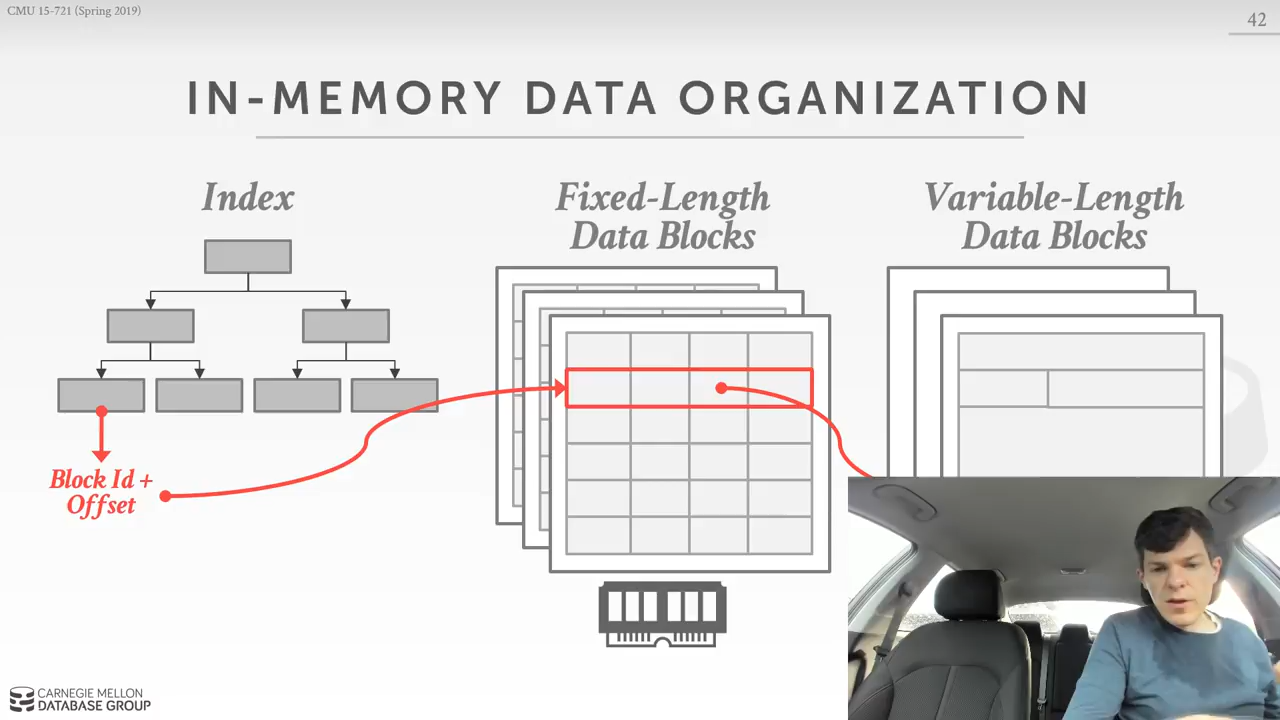 CMU 15-721 (Spring 2019)
42
IN-MEMORY DATA ORGANIZATION
Index
Fixed-Length
Data Blocks
Variable-Length
Data Blocks
Block Id +
Offset
CARNEGIE MELLON
DATABASE GROUP